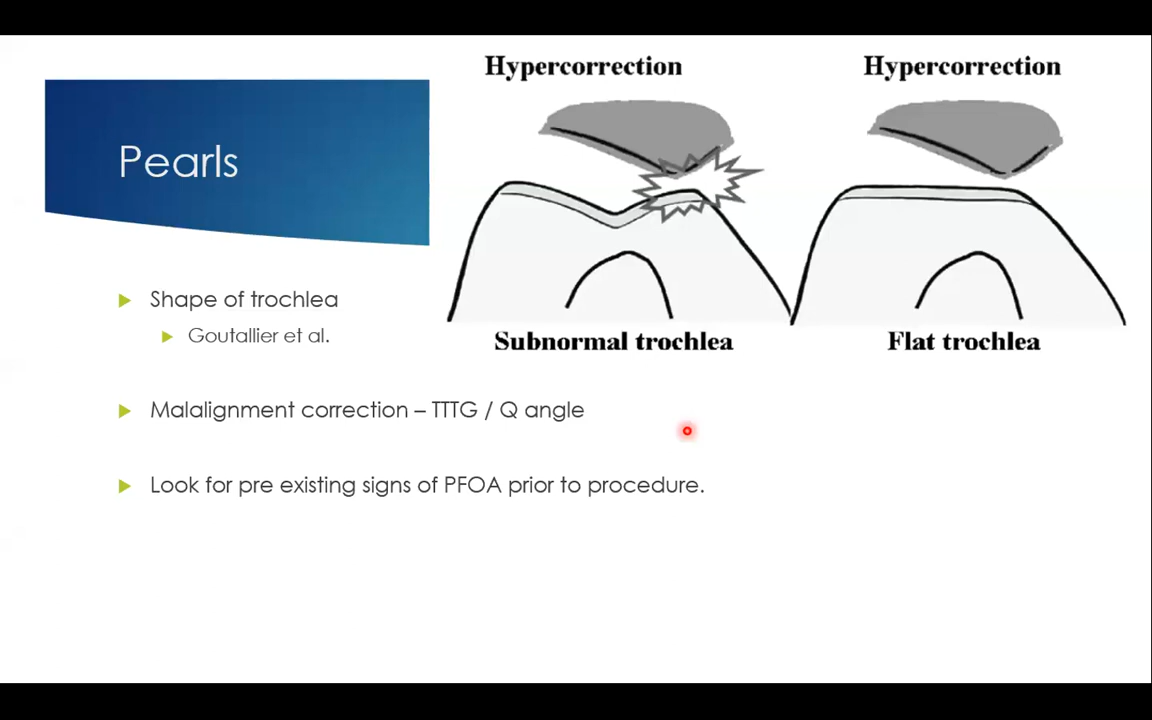 Pearls
Hypercorrection
Hypercorrection
Subnormal trochlea
Flat trochlea
Shape of trochlea
Goutallier et al.
Malalignment correction – TTTG / Q angle
Look for pre existing signs of PFOA prior to procedure.